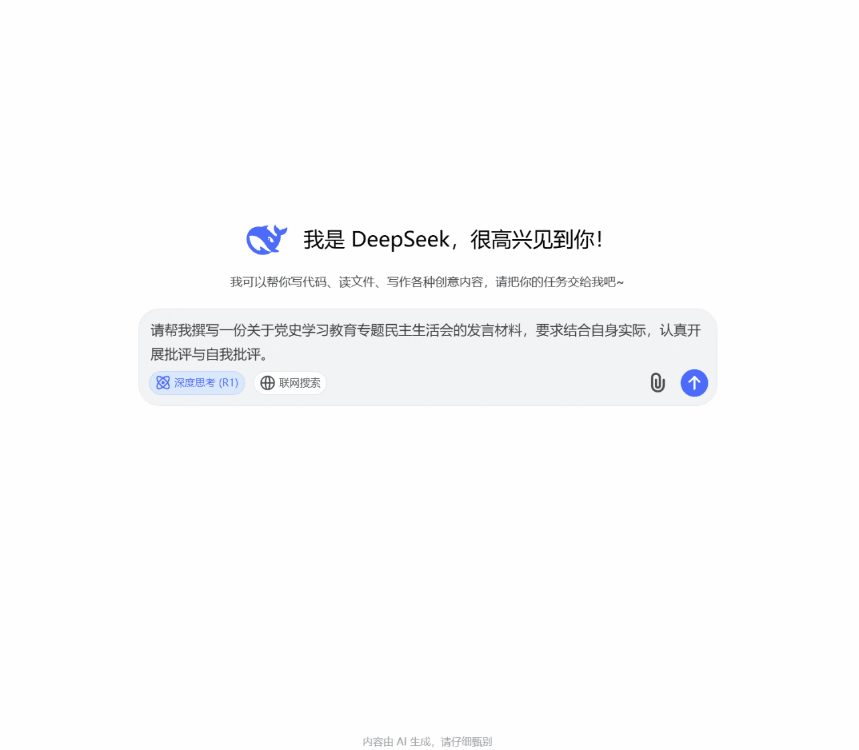 我是 DeepSeek，很高兴见到你！
我可以帮你写代码、读文件、写作各种创意内容，请把你的任务交给我吧~
请帮我撰写一份关于党史学习教育专题民主生活会的发言材料，要求结合自身实际，认真开
展批评与自我批评。
深度思考 (R1)
联网搜索
内容由 AI 生成，请仔细甄别